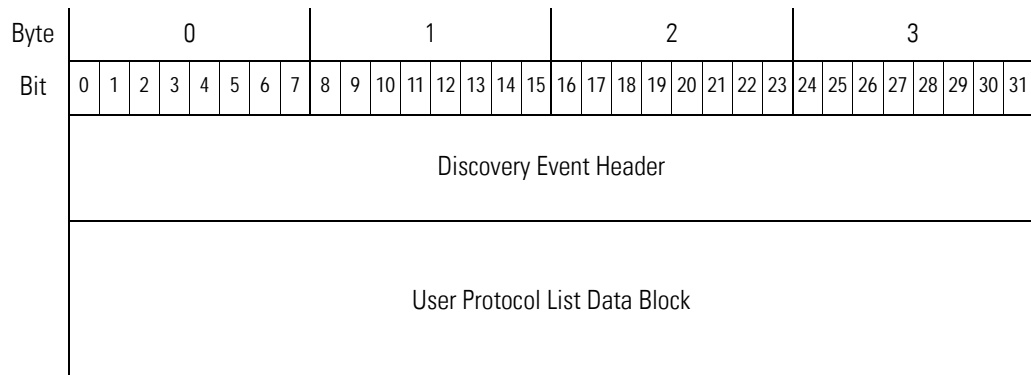 Byte 0 1 2 3
Bit 0 1 2 3 4 5 6 7 8 9 10 11 12 13 14 15 16 17 18 19 20 21 22 23 24 25 26 27 28 29 30 31
Discovery Event Header
User Protocol List Data Block